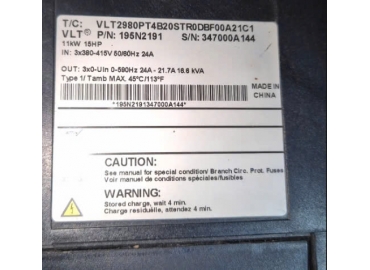 T/C: VLT2980PT4B20STR0DBF00A21C1
VLT® P/N: 195N2191 S/N: 347000A144
11kW 15HP
IN: 3x380-415V 50/60Hz 24A
OUT: 3x0-Uin 0-590Hz 24A - 21.7A 16.6 kVA
Type 1/ Tamb MAX. 45°C/113°F
MADE IN
CHINA
*195N2191347000A144*
CAUTION:
See manual for special condition/ Branch Circ. Prot. Fuses
Voir manual de conditions spéciales/fusibles
WARNING:
Stored charge, wait 4 min.
Charge residuélle, attendez 4 min.